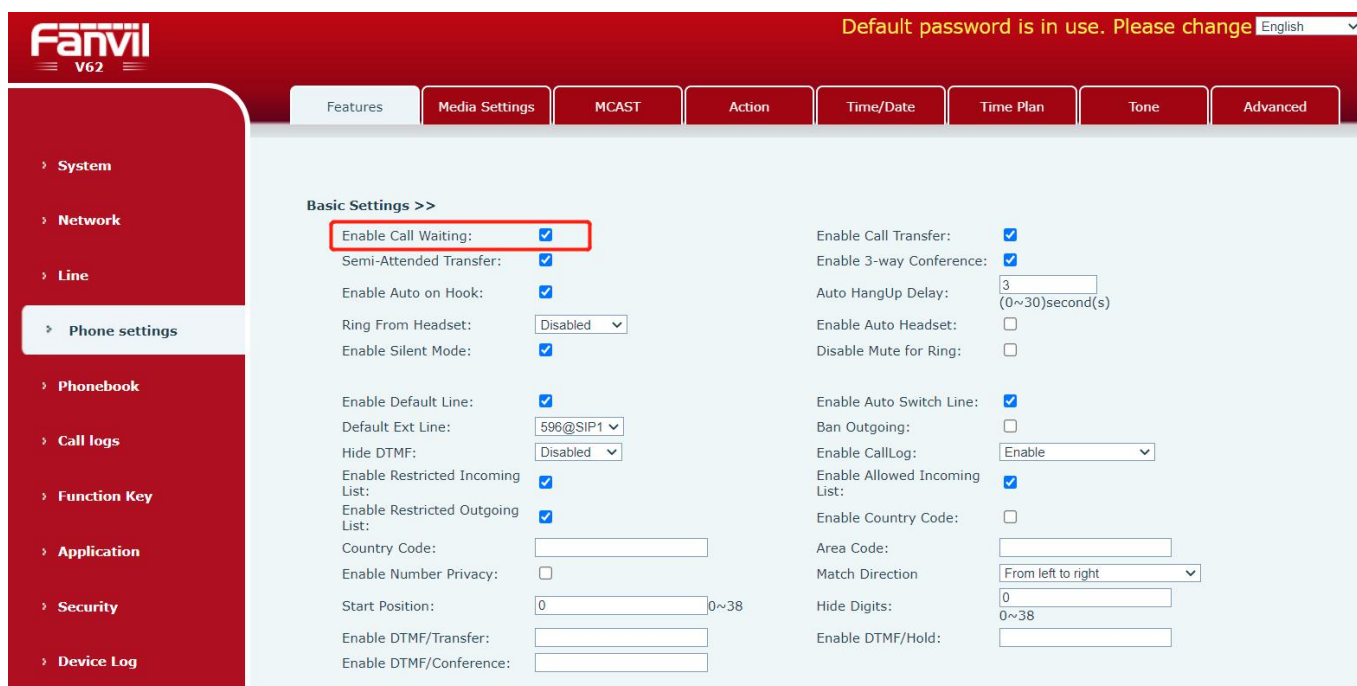 Fanvil
V62
Default password is in use. Please change English
Features Media Settings MCAST Action Time/Date Time Plan Tone Advanced
System
Network
Line
Phone settings
Phonebook
Call logs
Function Key
Application
Security
Device Log
Basic Settings >>
Enable Call Waiting: Enable Call Transfer:
Semi-Attended Transfer: Enable 3-way Conference:
Enable Auto on Hook: Auto HangUp Delay: 3
(0~30)second(s)
Ring From Headset: Disabled Enable Auto Headset:
Enable Silent Mode: Disable Mute for Ring:
Enable Default Line: Enable Auto Switch Line:
Default Ext Line: 596@SIP1 Ban Outgoing:
Hide DTMF: Disabled Enable CallLog: Enable
Enable Restricted Incoming Enable Allowed Incoming
List: List:
Enable Restricted Outgoing
List: Enable Country Code:
Country Code: Area Code:
Enable Number Privacy: Match Direction From left to right
Start Position: 0 0~38 Hide Digits: 0
0~38
Enable DTMF/Transfer: Enable DTMF/Hold:
Enable DTMF/Conference: